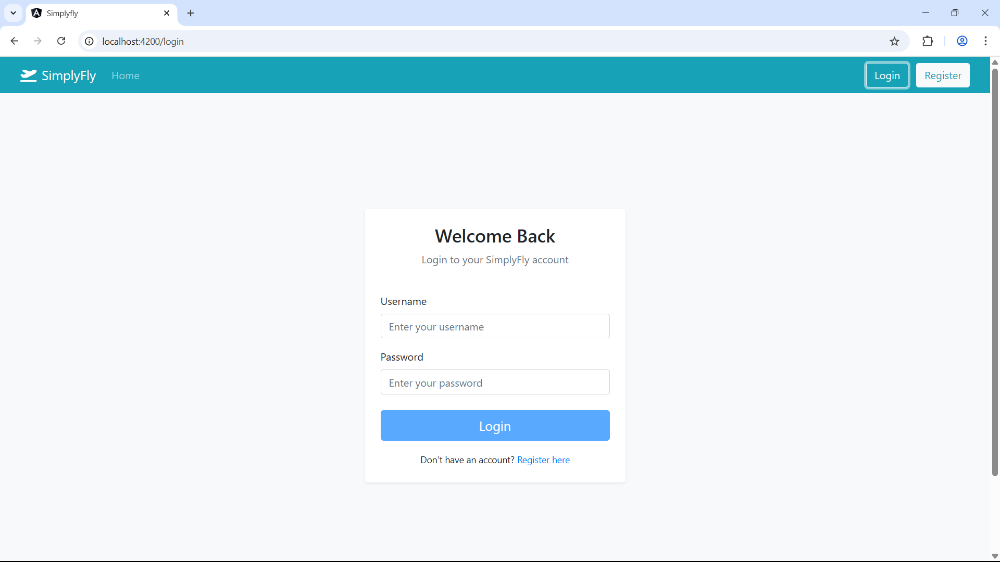 Simplyfly
localhost:4200/login
SimplyFly Home Login Register
Welcome Back
Login to your SimplyFly account
Username
Enter your username
Password
Enter your password
Login
Don't have an account? Register here